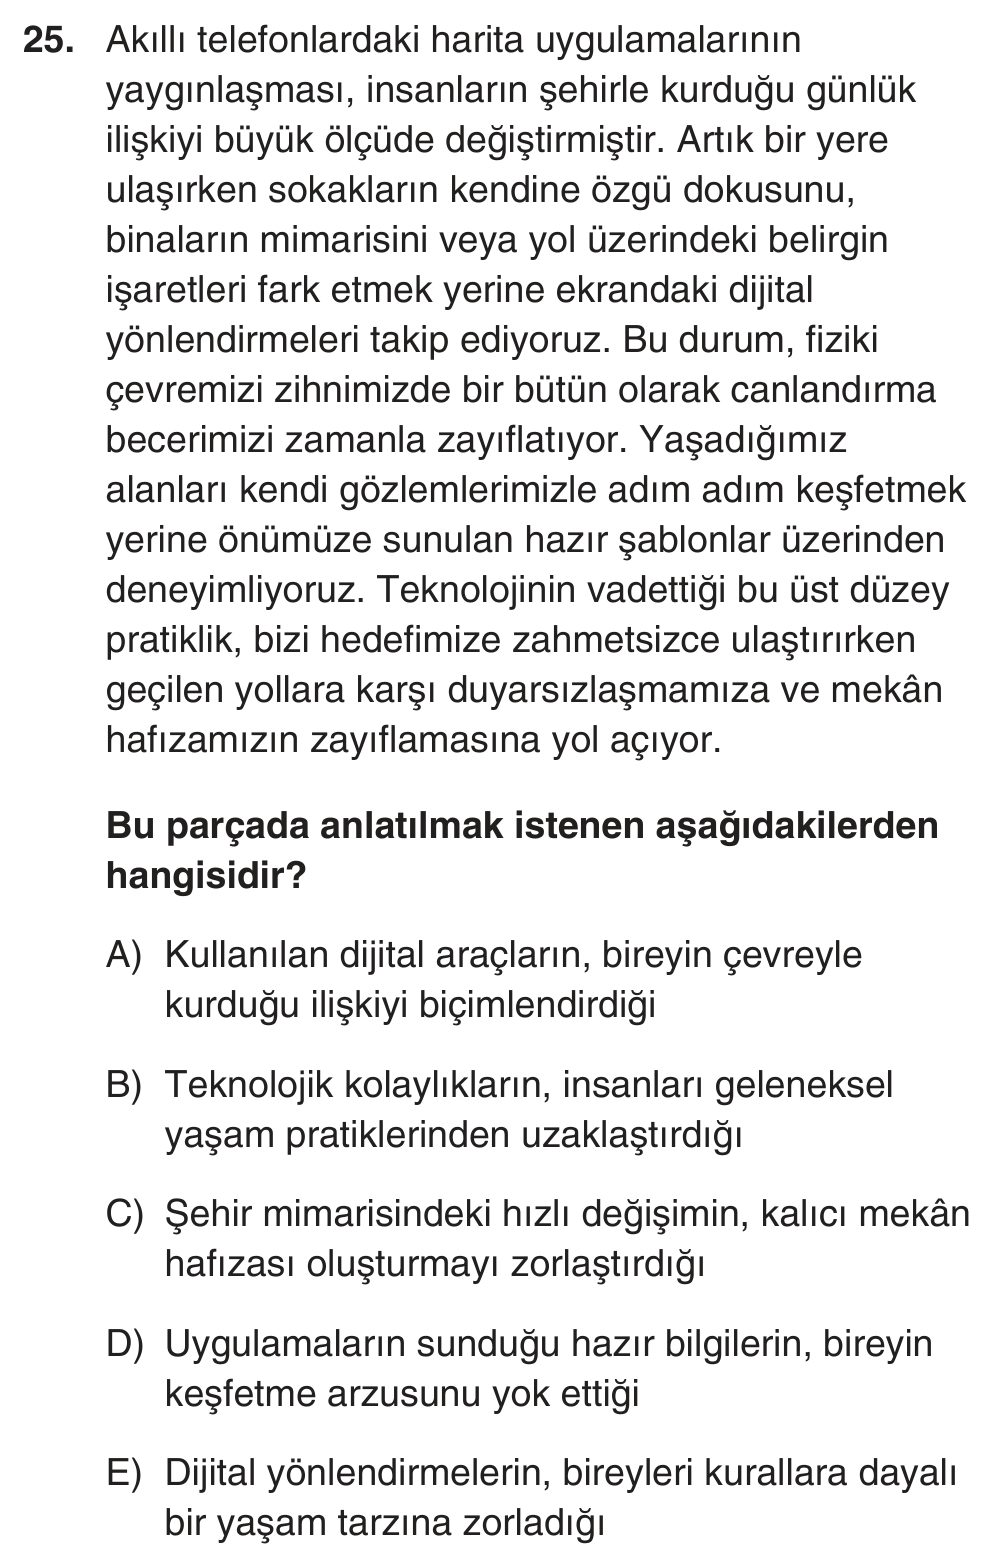 25. Akıllı telefonlardaki harita uygulamalarının
yaygınlaşması, insanların şehirle kurduğu günlük
ilişkiyi büyük ölçüde değiştirmiştir. Artık bir yere
ulaşırken sokakların kendine özgü dokusunu,
binaların mimarisini veya yol üzerindeki belirgin
işaretleri fark etmek yerine ekrandaki dijital
yönlendirmeleri takip ediyoruz. Bu durum, fiziki
çevremizi zihnimizde bir bütün olarak canlandırma
becerimizi zamanla zayıflatıyor. Yaşadığımız
alanları kendi gözlemlerimizle adım adım keşfetmek
yerine önümüze sunulan hazır şablonlar üzerinden
deneyimliyoruz. Teknolojinin vadettiği bu üst düzey
pratiklik, bizi hedefimize zahmetsizce ulaştırırken
geçilen yollara karşı duyarsızlaşmamıza ve mekân
hafızamızın zayıflamasına yol açıyor.
Bu parçada anlatılmak istenen aşağıdakilerden
hangisidir?
A) Kullanılan dijital araçların, bireyin çevreyle
kurduğu ilişkiyi biçimlendirdiği
B) Teknolojik kolaylıkların, insanları geleneksel
yaşam pratiklerinden uzaklaştırdığı
C) Şehir mimarisindeki hızlı değişimin, kalıcı mekân
hafızası oluşturmayı zorlaştırdığı
D) Uygulamaların sunduğu hazır bilgilerin, bireyin
keşfetme arzusunu yok ettiği
E) Dijital yönlendirmelerin, bireyleri kurallara dayalı
bir yaşam tarzına zorladığı